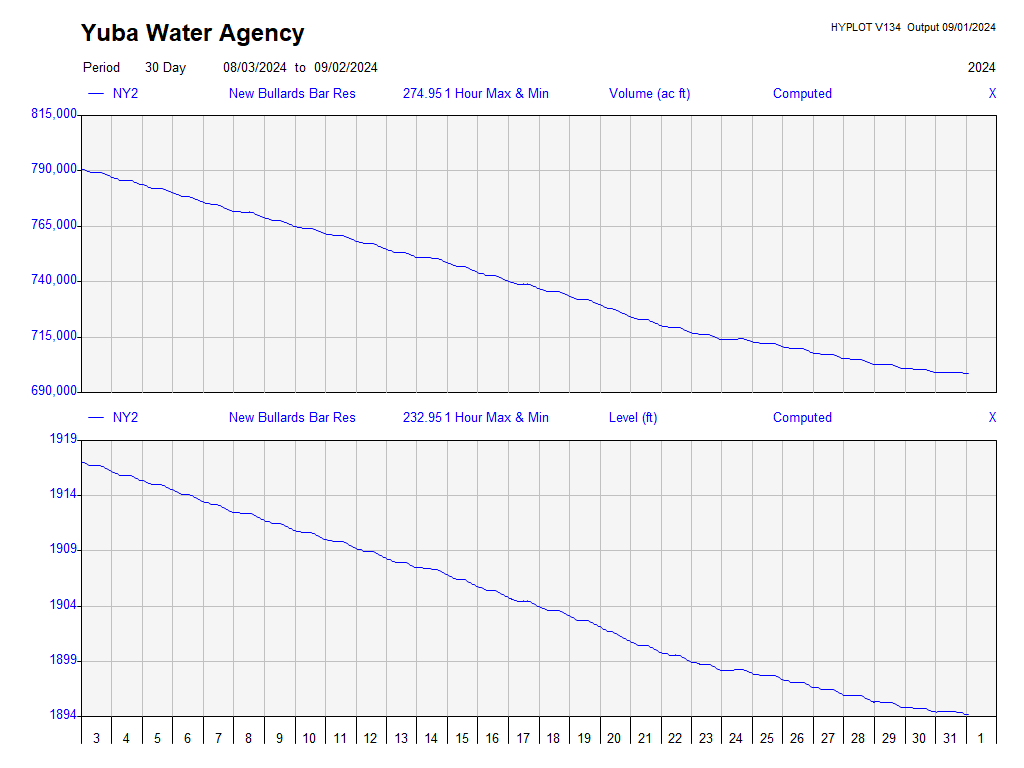 Yuba Water Agency
HYPLOT V134 Output 09/01/2024
Period 30 Day 08/03/2024 to 09/02/2024 2024
NY2 New Bullards Bar Res 274.95 1 Hour Max & Min Volume (ac ft) Computed X
815,000
790,000
765,000
740,000
715,000
690,000
NY2 New Bullards Bar Res 232.95 1 Hour Max & Min Level (ft) Computed X
1919
1914
1909
1904
1899
1894
3 4 5 6 7 8 9 10 11 12 13 14 15 16 17 18 19 20 21 22 23 24 25 26 27 28 29 30 31 1